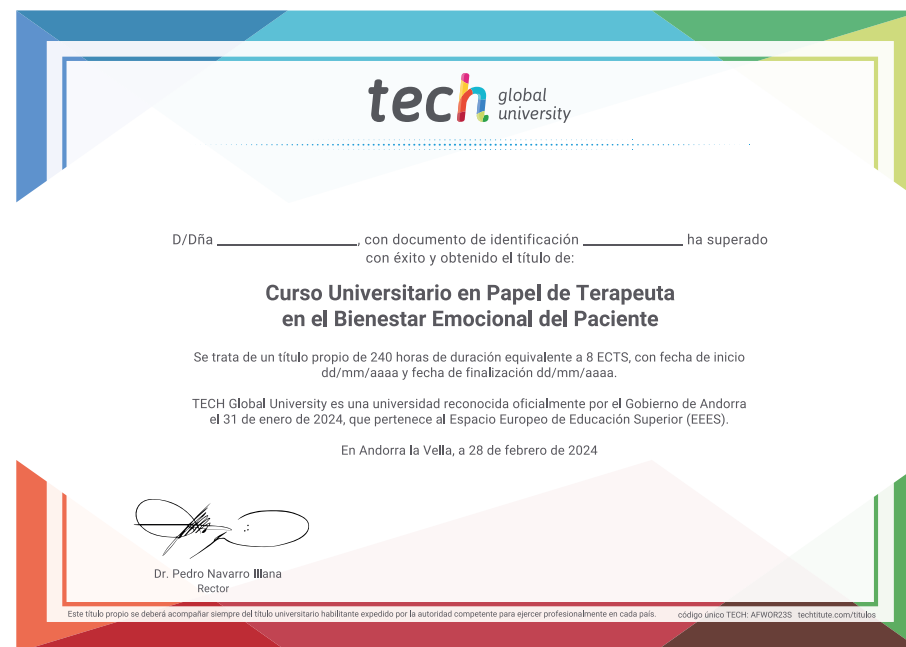 tech global university
D/Dña ____________, con documento de identificación ____________ ha superado
con éxito y obtenido el título de:
Curso Universitario en Papel de Terapeuta
en el Bienestar Emocional del Paciente
Se trata de un título propio de 240 horas de duración equivalente a 8 ECTS, con fecha de inicio
dd/mm/aaaa y fecha de finalización dd/mm/aaaa.
TECH Global University es una universidad reconocida oficialmente por el Gobierno de Andorra
el 31 de enero de 2024, que pertenece al Espacio Europeo de Educación Superior (EEES).
En Andorra la Vella, a 28 de febrero de 2024
Dr. Pedro Navarro Illana
Rector
Este título propio se deberá acompañar siempre del título universitario habilitante expedido por la autoridad competente para ejercer profesionalmente en cada país. código único TECH: AFWOR23S techtitute.com/titulos